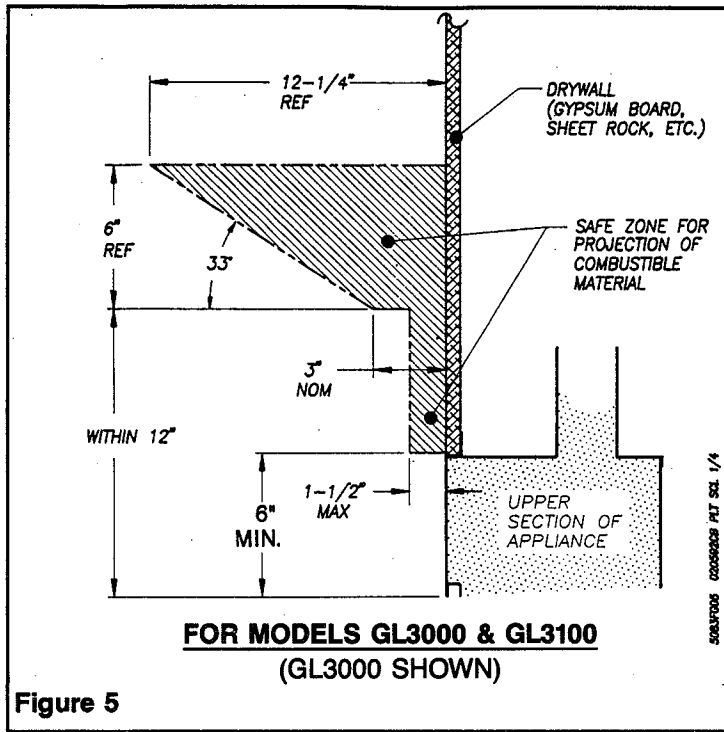 12-1/4"
REF
DRYWALL
(GYPSUM BOARD,
SHEET ROCK, ETC.)
6"
REF
33°
SAFE ZONE FOR
PROJECTION OF
COMBUSTIBLE
MATERIAL
3"
NOM
WITHIN 12"
1-1/2"
MAX
6"
MIN.
UPPER
SECTION OF
APPLIANCE
FOR MODELS GL3000 & GL3100
(GL3000 SHOWN)
Figure 5
PLT SCL 1/4